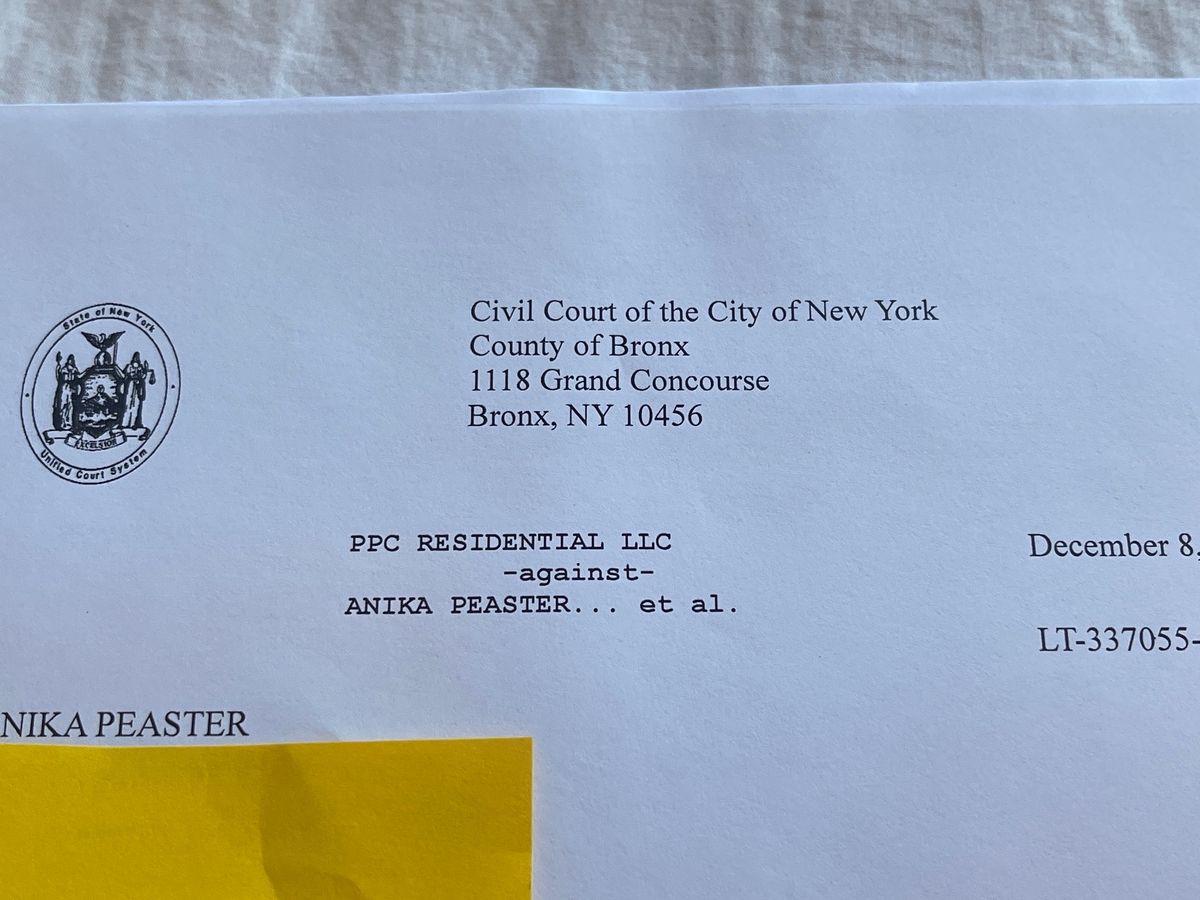 State of New York
EXCELSIOR
Unified Court System
Civil Court of the City of New York
County of Bronx
1118 Grand Concourse
Bronx, NY 10456
PPC RESIDENTIAL LLC
-against-
ANIKA PEASTER... et al.
December 8,
LT-337055-
NIKA PEASTER